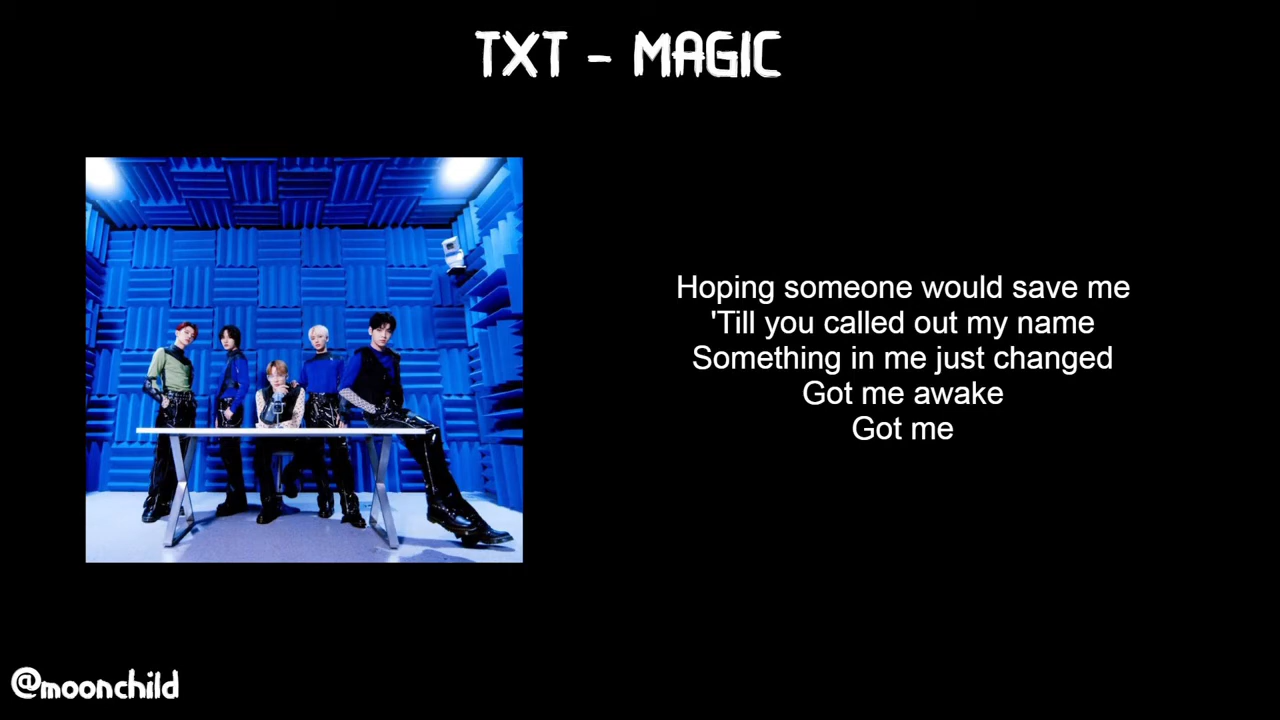 TXT - MAGIC
Hoping someone would save me
'Till you called out my name
Something in me just changed
Got me awake
Got me
@moonchild